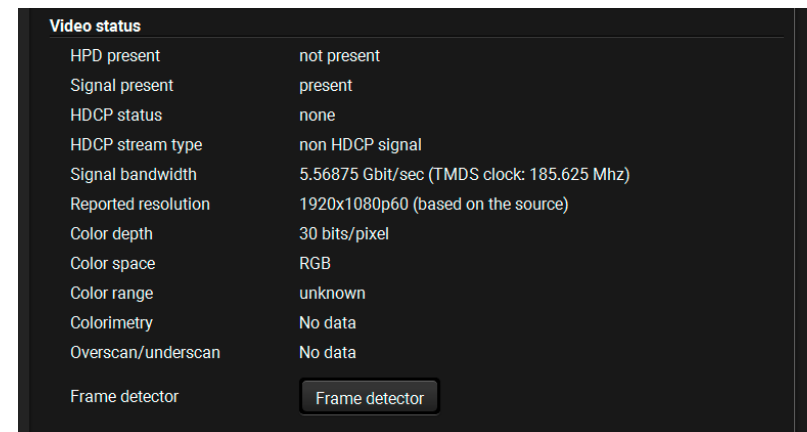 Video status
HPD present not present
Signal present present
HDCP status none
HDCP stream type non HDCP signal
Signal bandwidth 5.56875 Gbit/sec (TMDS clock: 185.625 Mhz)
Reported resolution 1920x1080p60 (based on the source)
Color depth 30 bits/pixel
Color space RGB
Color range unknown
Colorimetry No data
Overscan/underscan No data
Frame detector Frame detector